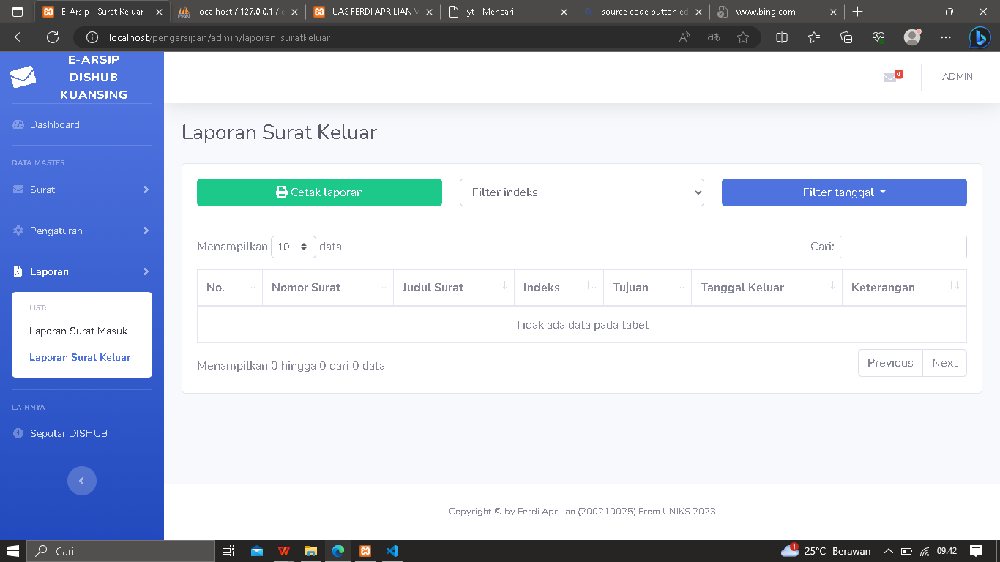 E-Arsip - Surat Keluar
localhost / 127.0.0.1 / e
UAS FERDI APRILIAN V
yt - Mencari
source code button ed
www.bing.com
localhost/pengarsipan/admin/laporan_suratkeluar
E-ARSIP
DISHUB
KUANSING
0
ADMIN
Dashboard
DATA MASTER
Surat
Pengaturan
Laporan
LIST:
Laporan Surat Masuk
Laporan Surat Keluar
LAINNYA
Seputar DISHUB
Laporan Surat Keluar
Cetak laporan
Filter indeks
Filter tanggal
Menampilkan 10 data
Cari:
No. Nomor Surat Judul Surat Indeks Tujuan Tanggal Keluar Keterangan
Tidak ada data pada tabel
Menampilkan 0 hingga 0 dari 0 data
Previous Next
Copyright © by Ferdi Aprilian (200210025) From UNIKS 2023
Cari
1
25°C Berawan
09.42